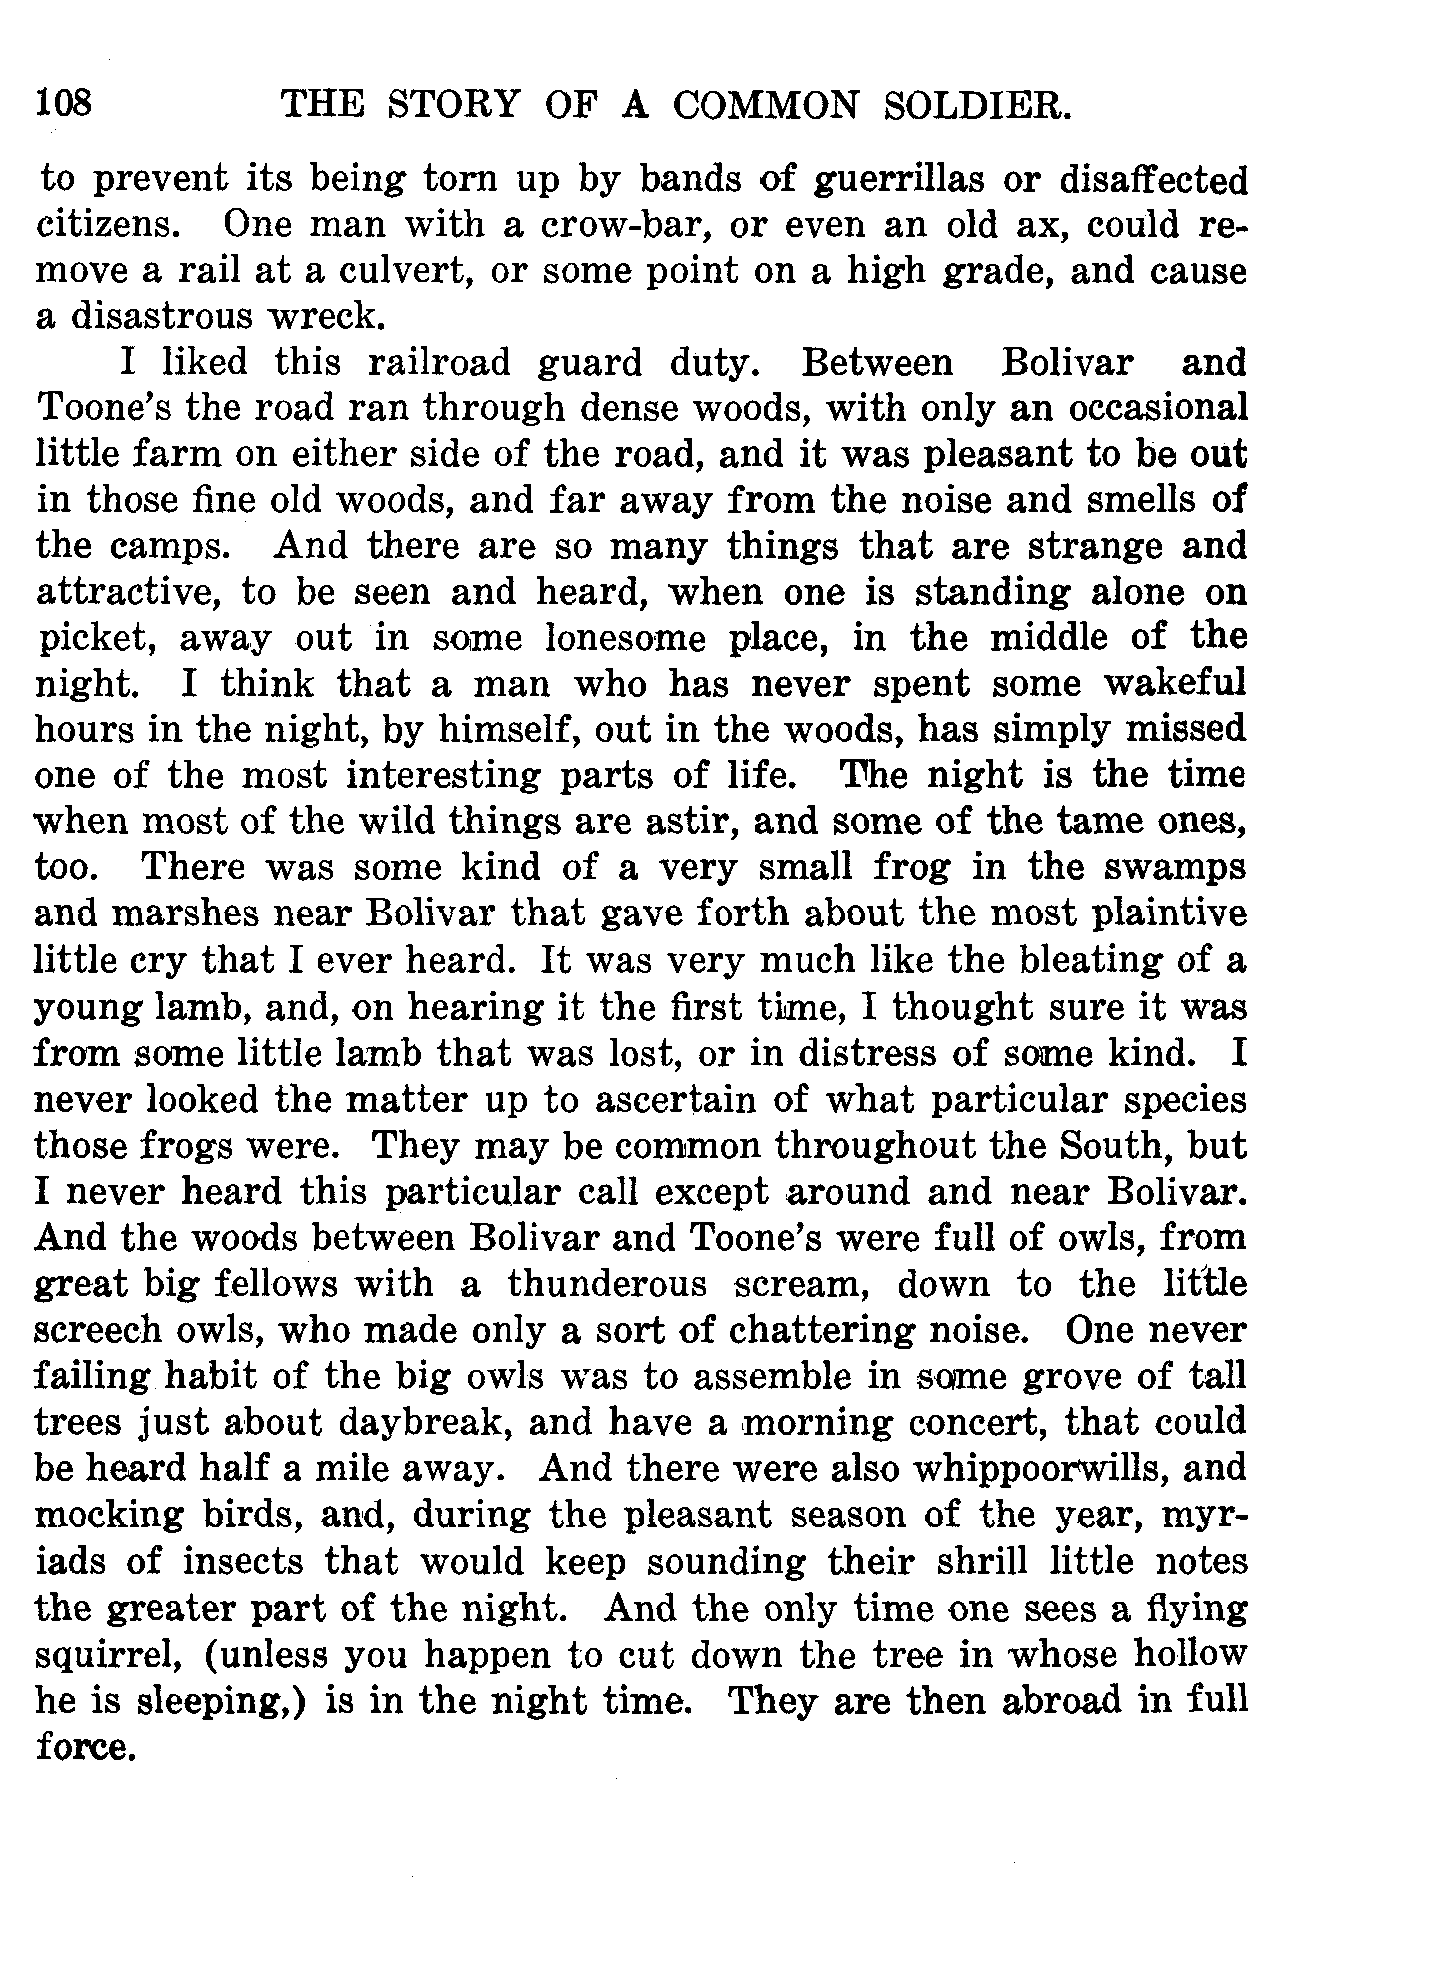 108 THE STORY OF A COMMON SOLDIER.
to prevent its being torn up by bands of guerrillas or disaffected
citizens. One man with a crow-bar, or even an old ax, could re-
move a rail at a culvert, or some point on a high grade, and cause
a disastrous wreck.
I liked this railroad guard duty. Between Bolivar and
Toone's the road ran through dense woods, with only an occasional
little farm on either side of the road, and it was pleasant to be out
in those fine old woods, and far away from the noise and smells of
the camps. And there are so many things that are strange and
attractive, to be seen and heard, when one is standing alone on
picket, away out in some lonesome place, in the middle of the
night. I think that a man who has never spent some wakeful
hours in the night, by himself, out in the woods, has simply missed
one of the most interesting parts of life. The night is the time
when most of the wild things are astir, and some of the tame ones,
too. There was some kind of a very small frog in the swamps
and marshes near Bolivar that gave forth about the most plaintive
little cry that I ever heard. It was very much like the bleating of a
young lamb, and, on hearing it the first time, I thought sure it was
from some little lamb that was lost, or in distress of some kind. I
never looked the matter up to ascertain of what particular species
those frogs were. They may be common throughout the South, but
I never heard this particular call except around and near Bolivar.
And the woods between Bolivar and Toone's were full of owls, from
great big fellows with a thunderous scream, down to the little
screech owls, who made only a sort of chattering noise. One never
failing habit of the big owls was to assemble in some grove of tall
trees just about daybreak, and have a morning concert, that could
be heard half a mile away. And there were also whippoorwills, and
mocking birds, and, during the pleasant season of the year, myr-
iads of insects that would keep sounding their shrill little notes
the greater part of the night. And the only time one sees a flying
squirrel, (unless you happen to cut down the tree in whose hollow
he is sleeping,) is in the night time. They are then abroad in full
force.